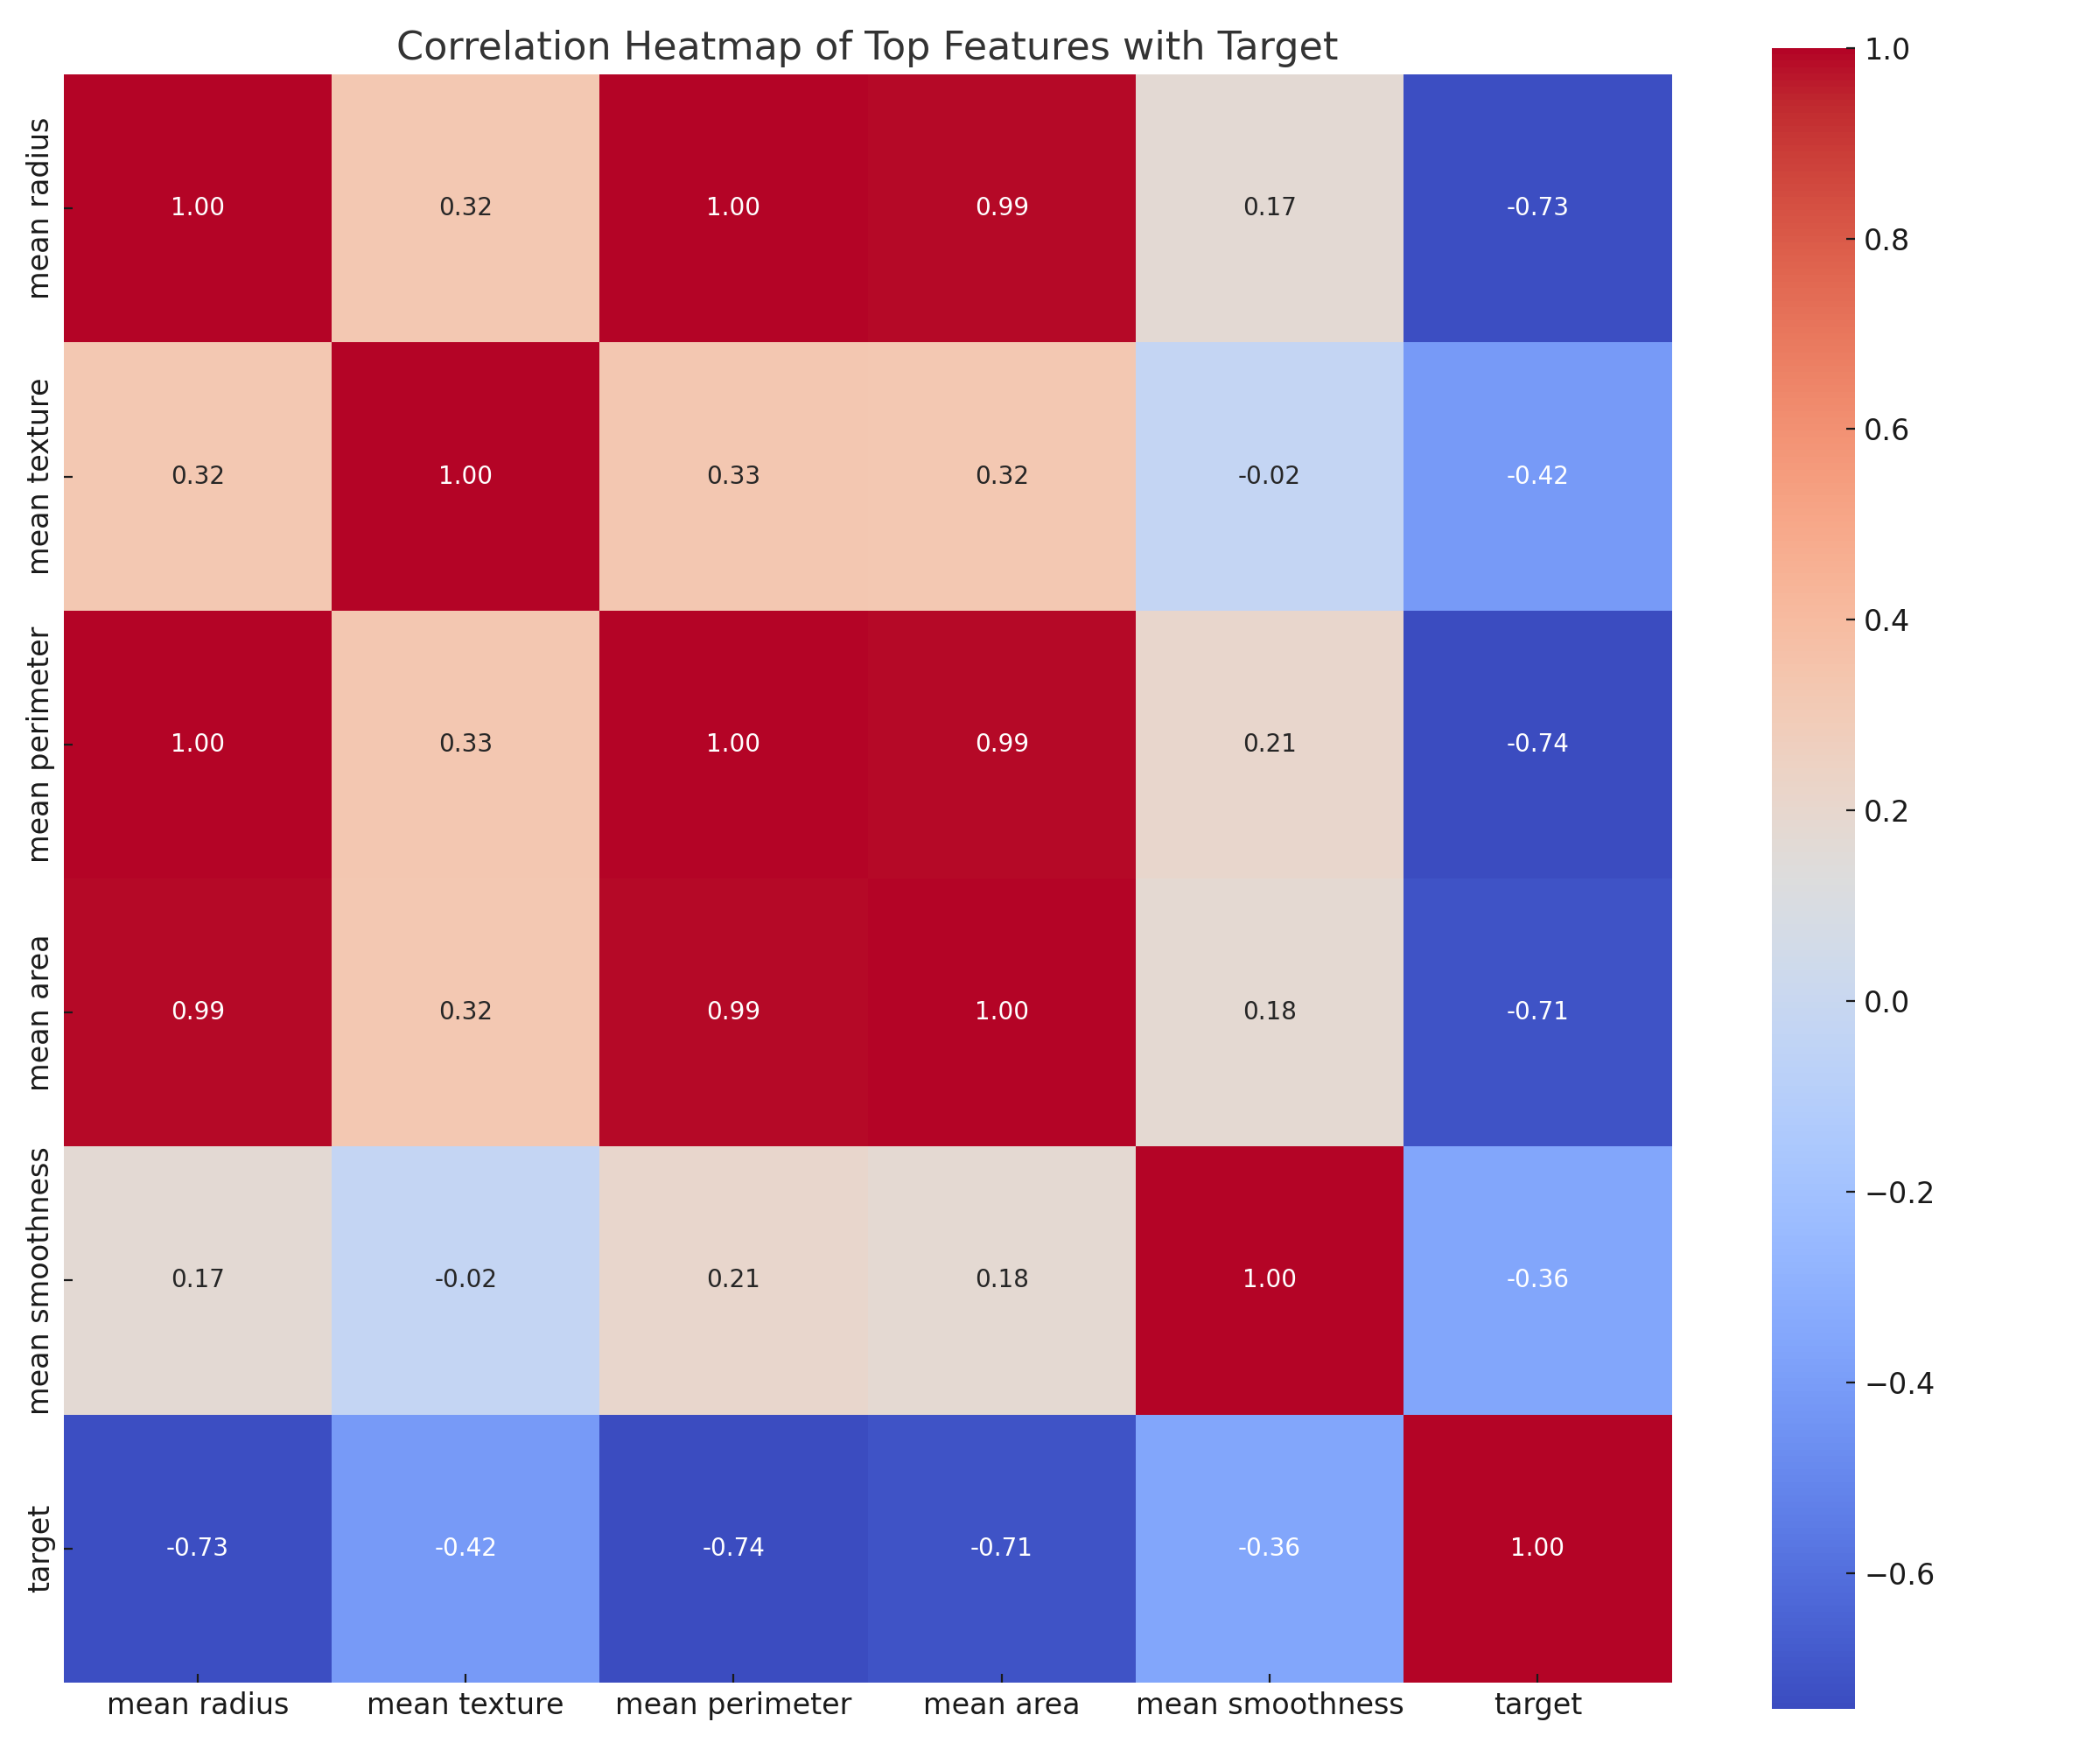 Correlation Heatmap of Top Features with Target
mean radius
1.00 0.32 1.00 0.99 0.17 -0.73
mean texture
0.32 1.00 0.33 0.32 -0.02 -0.42
mean perimeter
1.00 0.33 1.00 0.99 0.21 -0.74
mean area
0.99 0.32 0.99 1.00 0.18 -0.71
mean smoothness
0.17 -0.02 0.21 0.18 1.00 -0.36
target
-0.73 -0.42 -0.74 -0.71 -0.36 1.00
mean radius mean texture mean perimeter mean area mean smoothness target
1.0
0.8
0.6
0.4
0.2
0.0
−0.2
−0.4
−0.6